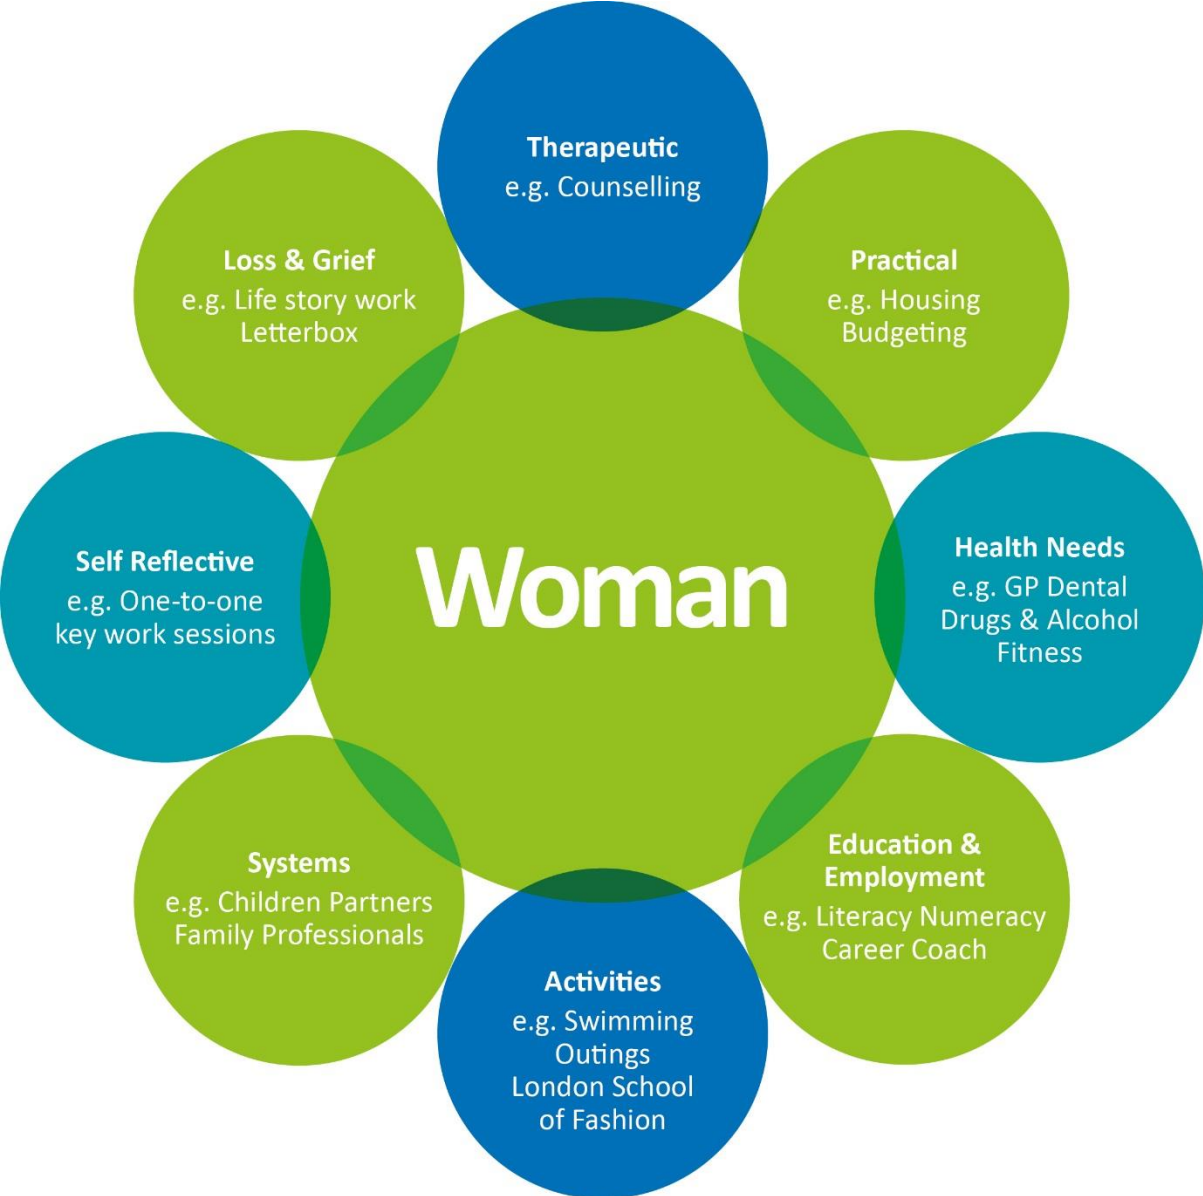 Therapeutic
e.g. Counselling
Loss & Grief
e.g. Life story work
Letterbox
Practical
e.g. Housing
Budgeting
Self Reflective
e.g. One-to-one
key work sessions
Woman
Health Needs
e.g. GP Dental
Drugs & Alcohol
Fitness
Systems
e.g. Children Partners
Family Professionals
Education &
Employment
e.g. Literacy Numeracy
Career Coach
Activities
e.g. Swimming
Outings
London School
of Fashion